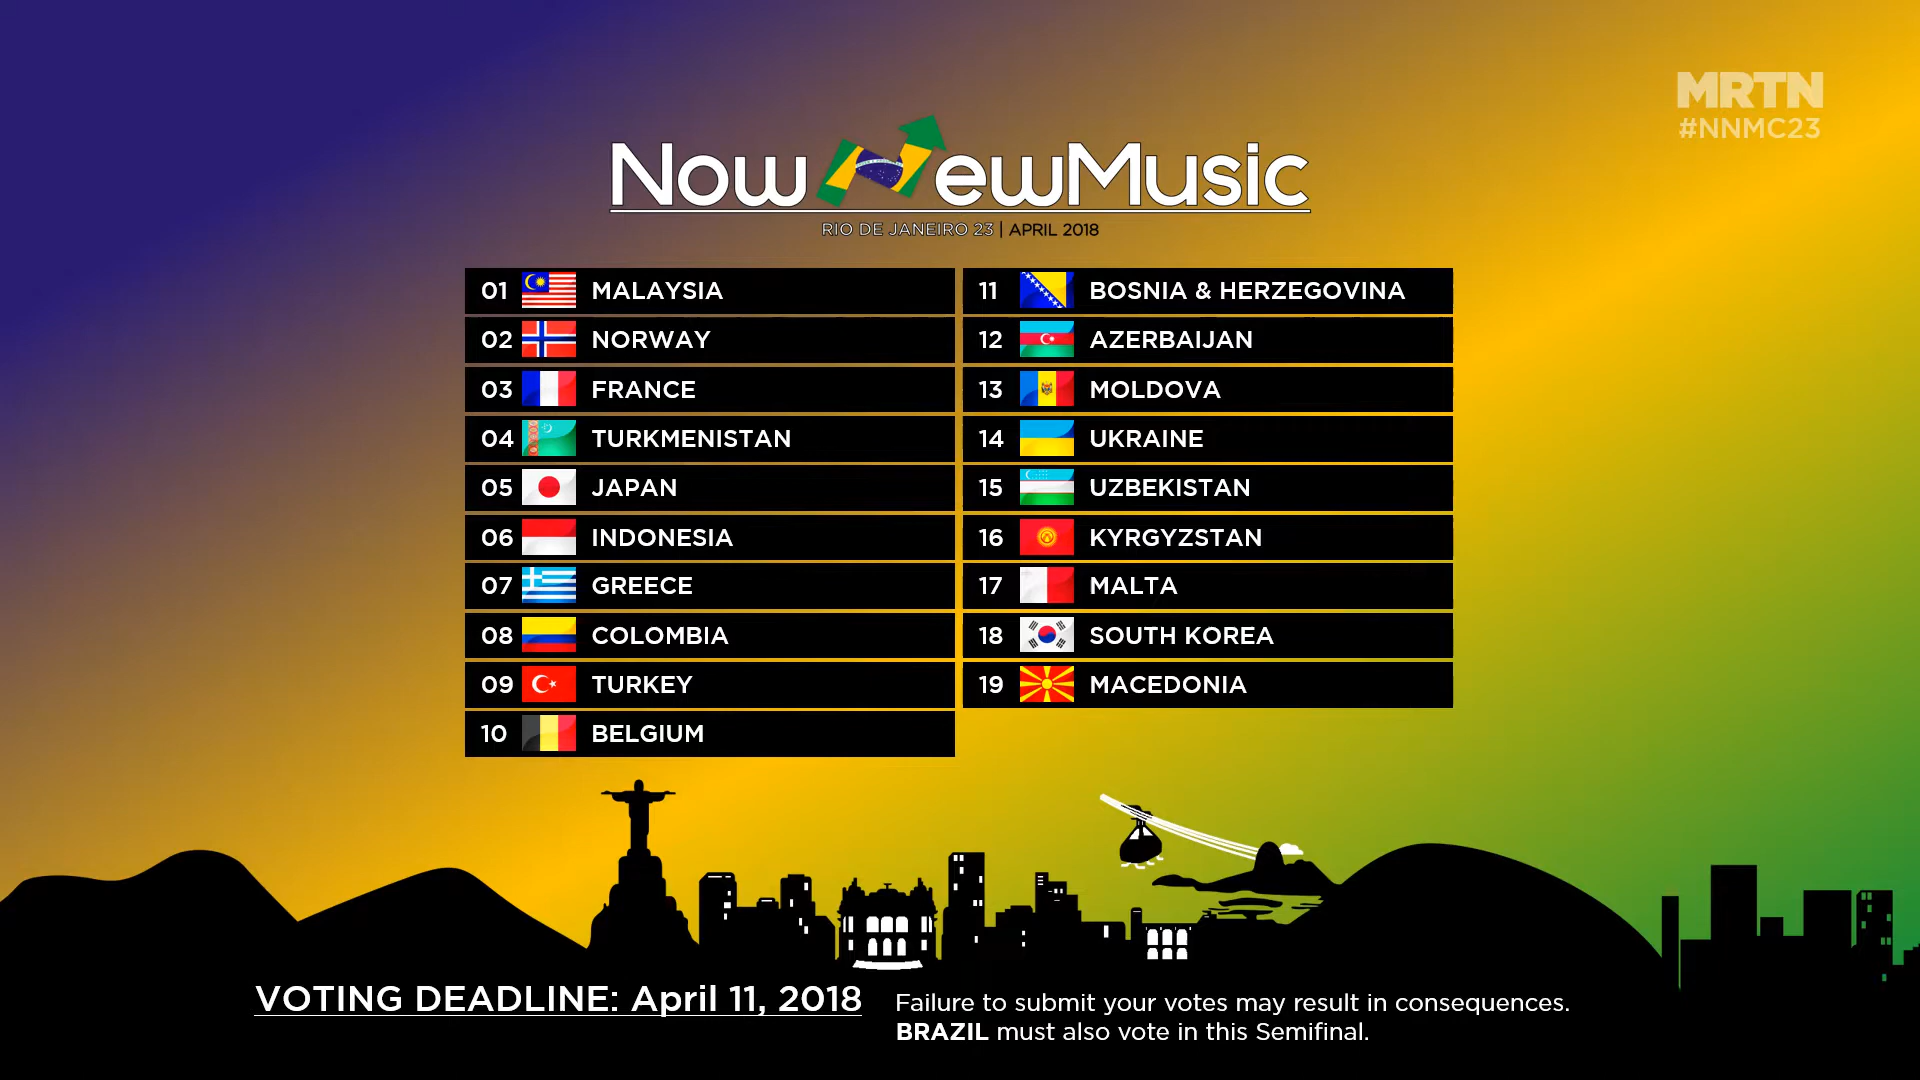 MRTN
#NNMC23
Now NewMusic
RIO DE JANEIRO 23 | APRIL 2018
01 MALAYSIA
02 NORWAY
03 FRANCE
04 TURKMENISTAN
05 JAPAN
06 INDONESIA
07 GREECE
08 COLOMBIA
09 TURKEY
10 BELGIUM
11 BOSNIA & HERZEGOVINA
12 AZERBAIJAN
13 MOLDOVA
14 UKRAINE
15 UZBEKISTAN
16 KYRGYZSTAN
17 MALTA
18 SOUTH KOREA
19 MACEDONIA
VOTING DEADLINE: April 11, 2018
Failure to submit your votes may result in consequences.
BRAZIL must also vote in this Semifinal.